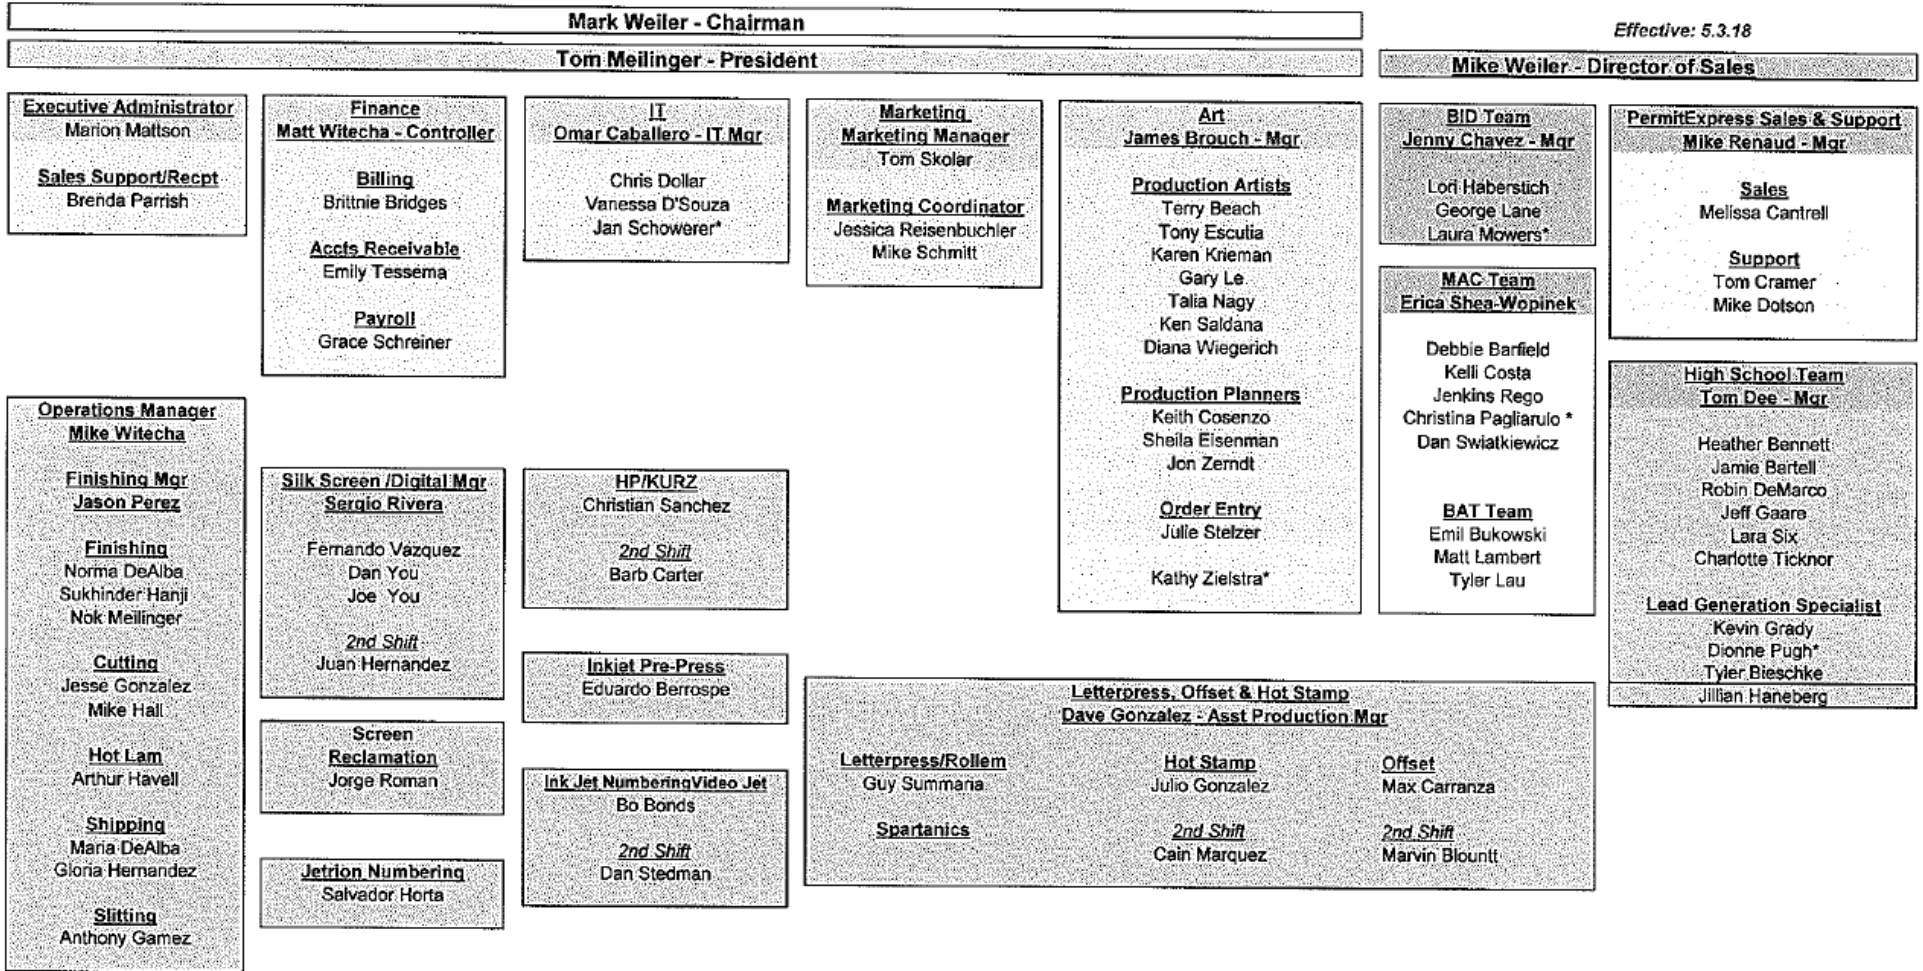 Mark Weiler - Chairman
Effective: 5.3.18
Tom Meilinger - President
Mike Weiler - Director of Sales
Executive Administrator
Marion Mattson
Sales Support/Recpt
Brenda Parrish
Finance
Matt Witecha - Controller
Billing
Brittnie Bridges
Accts Receivable
Emily Tessema
Payroll
Grace Schreiner
IT
Omar Caballero - IT Mgr
Chris Dollar
Vanessa D'Souza
Jan Schowerer*
Marketing
Marketing Manager
Tom Skolar
Marketing Coordinator
Jessica Reisenbuchler
Mike Schmitt
Art
James Brouch - Mgr
Production Artists
Terry Beach
Tony Escutia
Karen Krieman
Gary Le
Talia Nagy
Ken Saldana
Diana Wiegerich
Production Planners
Keith Cosenzo
Sheila Eisenman
Jon Zerndt
Order Entry
Julie Stelzer
Kathy Zielstra*
BID Team
Jenny Chavez - Mgr
Lori Haberstich
George Lane
Laura Mowers*
MAC Team
Erica Shea-Wopinek
Debbie Barfield
Kelli Costa
Jenkins Rego
Christina Pagliarulo *
Dan Swiatkiewicz
BAT Team
Emil Bukowski
Matt Lambert
Tyler Lau
PermitExpress Sales & Support
Mike Renaud - Mgr
Sales
Melissa Cantrell
Support
Tom Cramer
Mike Dotson
High School Team
Tom Dee - Mgr
Heather Bennett
Jamie Bartell
Robin DeMarco
Jeff Gaare
Lara Six
Charlotte Ticknor
Lead Generation Specialist
Kevin Grady
Dionne Pugh*
Tyler Bieschke
Jillian Haneberg
Operations Manager
Mike Witecha
Finishing Mgr
Jason Perez
Finishing
Norma DeAlba
Sukhinder Hanji
Nok Meilinger
Cutting
Jesse Gonzalez
Mike Hall
Hot Lam
Arthur Havell
Shipping
Maria DeAlba
Gloria Hernandez
Slitting
Anthony Gamez
Silk Screen /Digital Mgr
Sergio Rivera
Fernando Vazquez
Dan You
Joe You
2nd Shift
Juan Hernandez
Screen
Reclamation
Jorge Roman
Jetrion Numbering
Salvador Horta
HP/KURZ
Christian Sanchez
2nd Shift
Barb Carter
Inkjet Pre-Press
Eduardo Berrospe
Ink Jet NumberingVideo Jet
Bo Bonds
2nd Shift
Dan Stedman
Letterpress, Offset & Hot Stamp
Dave Gonzalez - Asst Production Mgr
Letterpress/Rollem
Guy Summaria
Spartanics
Hot Stamp
Julio Gonzalez
2nd Shift
Cain Marquez
Offset
Max Carranza
2nd Shift
Marvin Blountt